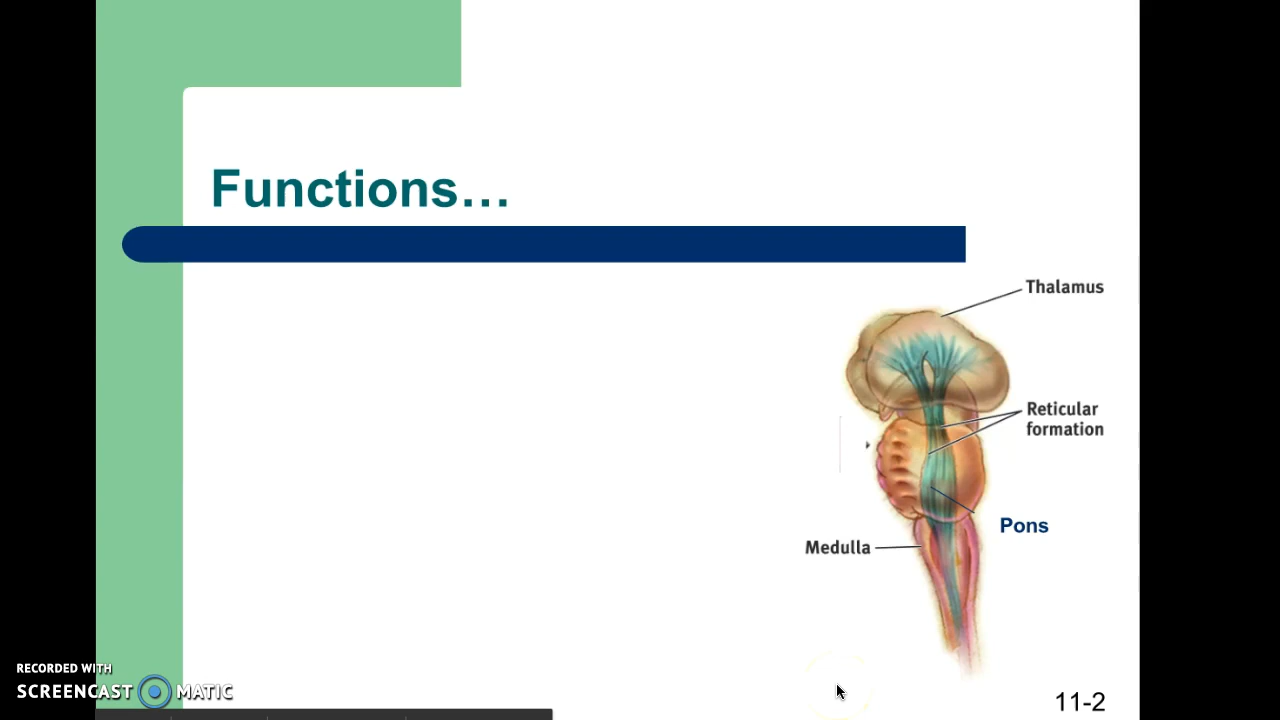 Functions...
Thalamus
Reticular
formation
Pons
Medulla
RECORDED WITH
SCREENCAST MATIC
11-2